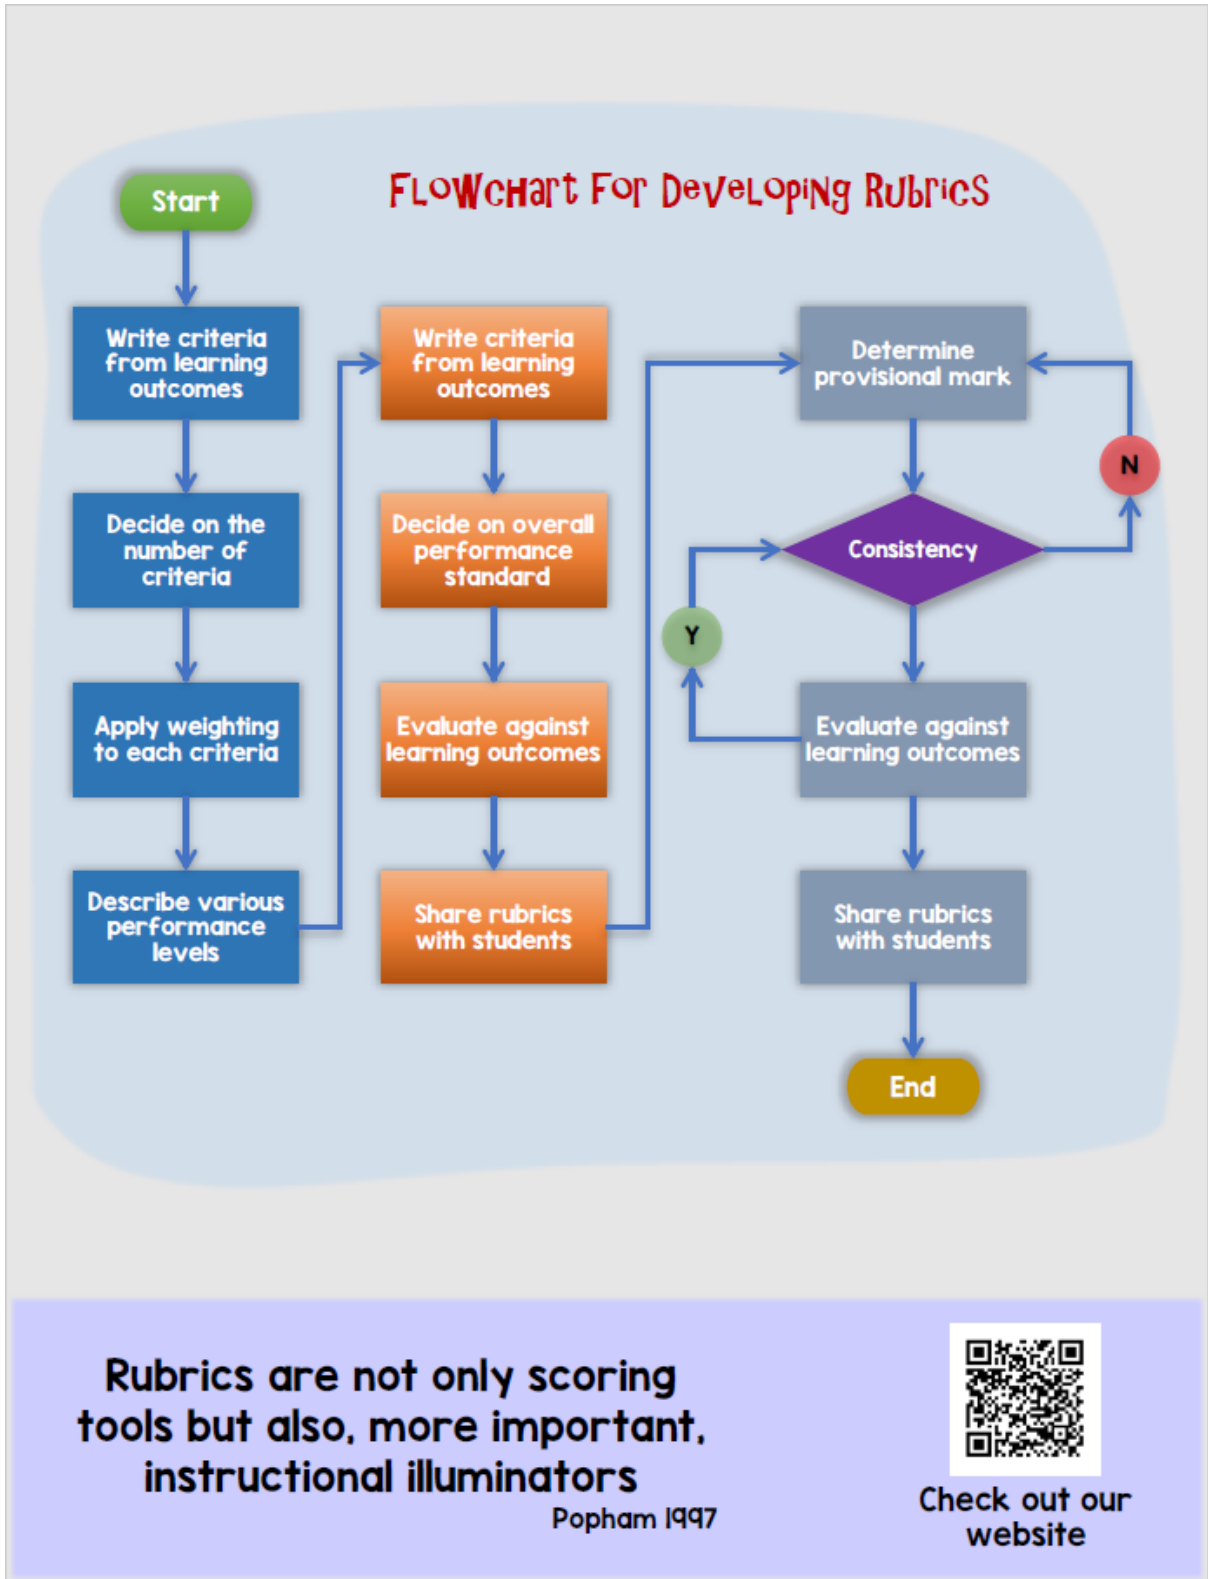 Flowchart For Developing Rubrics
Start
Write criteria
from learning
outcomes
Decide on the
number of
criteria
Apply weighting
to each criteria
Describe various
performance
levels
Write criteria
from learning
outcomes
Decide on overall
performance
standard
Evaluate against
learning outcomes
Share rubrics
with students
Determine
provisional mark
N
Consistency
Y
Evaluate against
learning outcomes
Share rubrics
with students
End
Rubrics are not only scoring
tools but also, more important,
instructional illuminators
Popham 1997
Check out our
website